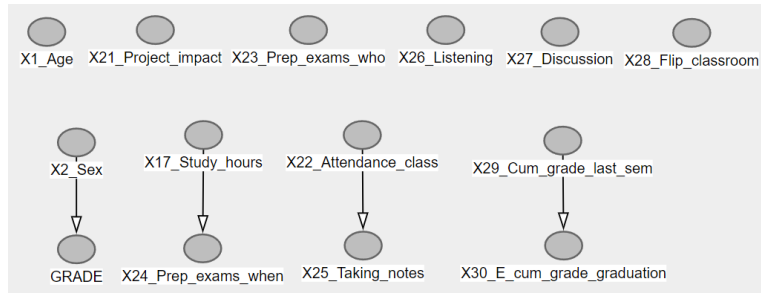 X1_Age X21_Project_impact X23_Prep_exams_who X26_Listening X27_Discussion X28_Flip_classroom
X2_Sex X17_Study_hours X22_Attendance_class X29_Cum_grade_last_sem
GRADE X24_Prep_exams_when X25_Taking_notes X30_E_cum_grade_graduation